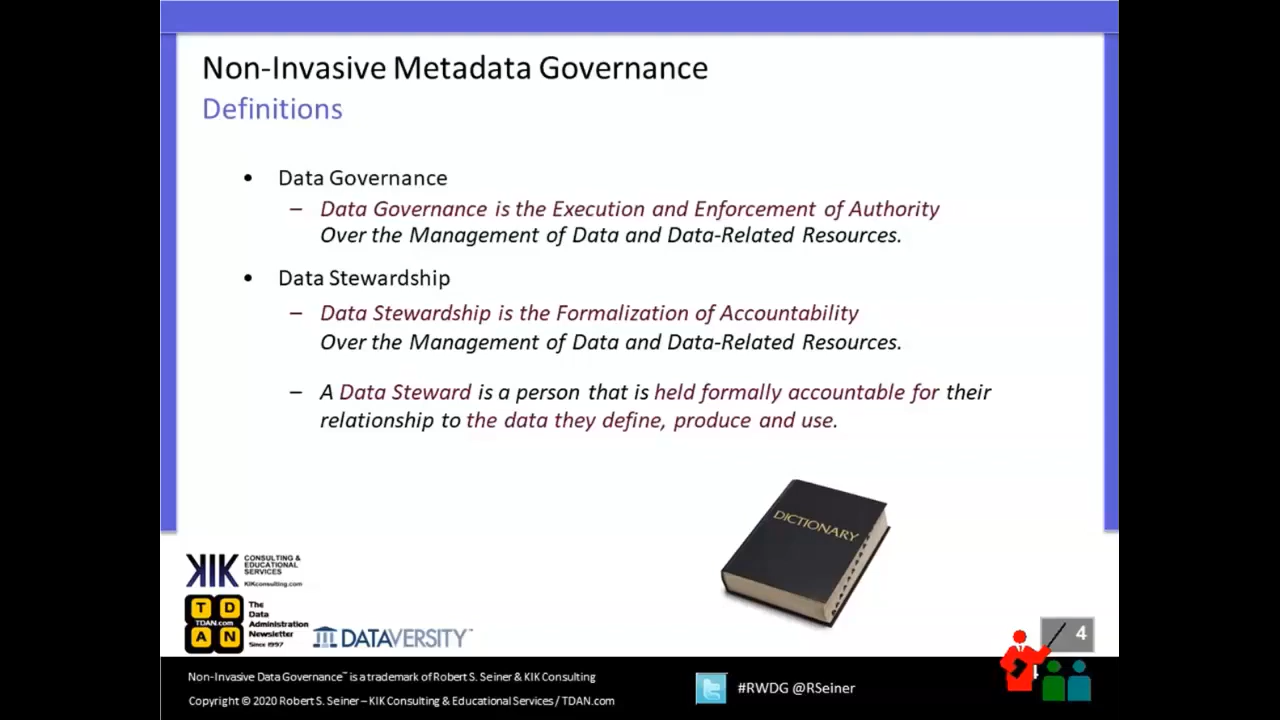 Non-Invasive Metadata Governance
Definitions
• Data Governance
– Data Governance is the Execution and Enforcement of Authority
Over the Management of Data and Data-Related Resources.
• Data Stewardship
– Data Stewardship is the Formalization of Accountability
Over the Management of Data and Data-Related Resources.
– A Data Steward is a person that is held formally accountable for their
relationship to the data they define, produce and use.
DICTIONARY
KIK
CONSULTING &
EDUCATIONAL
SERVICES
KIKconsulting.com
T D
TDAN.com
A N
The
Data
Administration
Newsletter
Since 1997
DATAVERSITY™
4
Non-Invasive Data Governance™ is a trademark of Robert S. Seiner & KIK Consulting
Copyright © 2020 Robert S. Seiner – KIK Consulting & Educational Services / TDAN.com
#RWDG @RSeiner